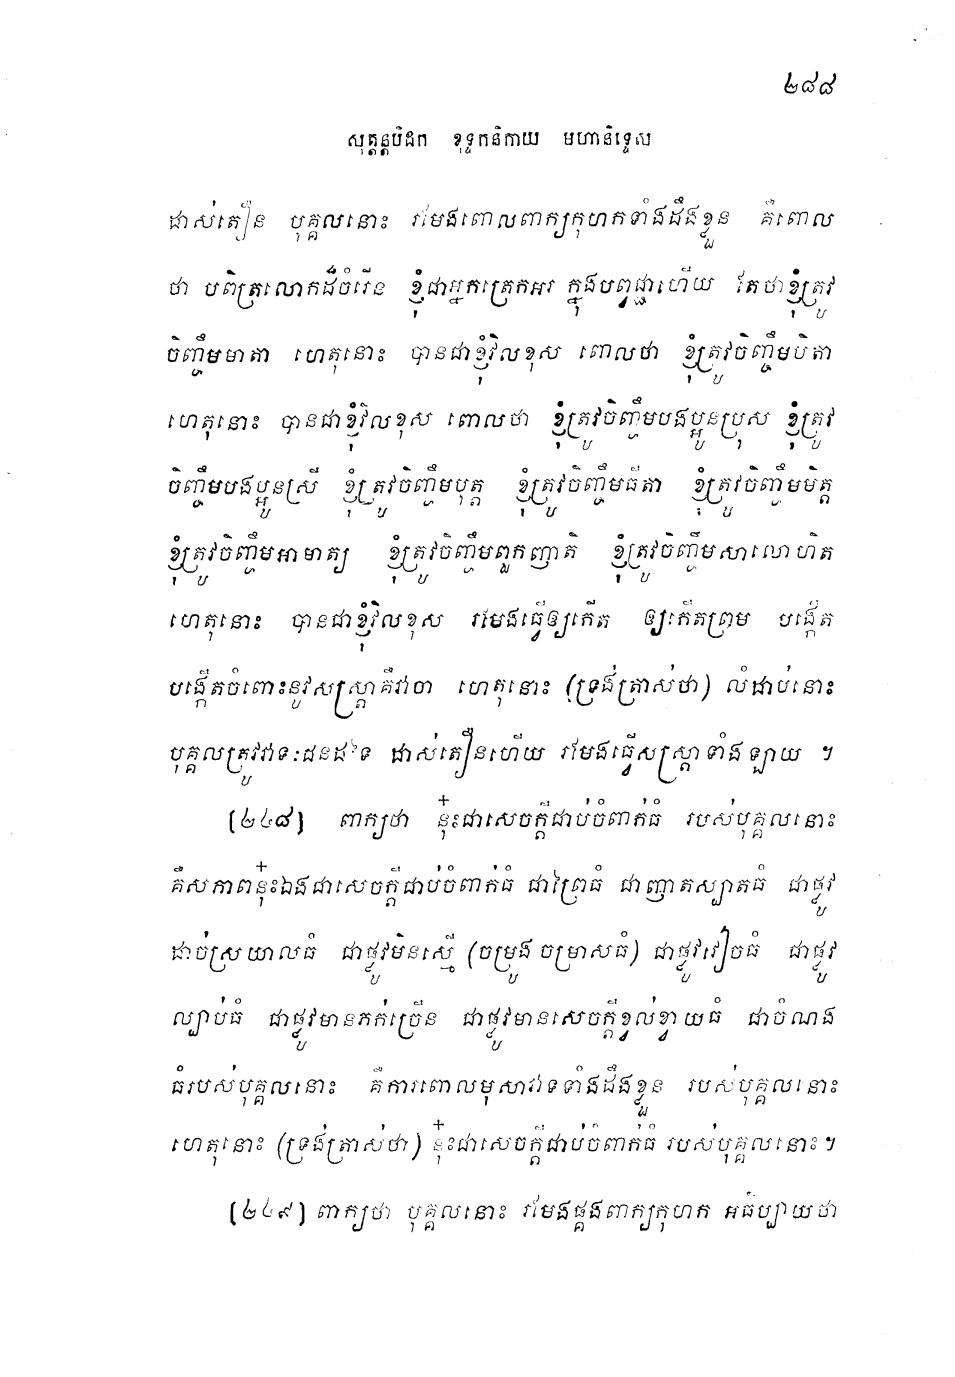 ២៨៨
សុត្តន្តបិដក ខុទ្ទកនិកាយ មហានិទ្ទេស
ដាស់តឿន បុគ្គលនោះ រមែងពោលពាក្យកុហកទាំងដឹងខ្លួន គឺពោល
ថា បពិត្រលោកដ៏ចំរើន ខ្ញុំជាអ្នកត្រេកអរ ក្នុងបព្វជ្ជាហើយ តែថាខ្ញុំត្រូវ
ចិញ្ចឹមមាតា ហេតុនោះ បានជាខ្ញុំវិលខុស ពោលថា ខ្ញុំត្រូវចិញ្ចឹមបិតា
ហេតុនោះ បានជាខ្ញុំវិលខុស ពោលថា ខ្ញុំត្រូវចិញ្ចឹមបងប្អូនប្រុស ខ្ញុំត្រូវ
ចិញ្ចឹមបងប្អូនស្រី ខ្ញុំត្រូវចិញ្ចឹមបុត្ត ខ្ញុំត្រូវចិញ្ចឹមធីតា ខ្ញុំត្រូវចិញ្ចឹមមិត្ត
ខ្ញុំត្រូវចិញ្ចឹមអាមាត្យ ខ្ញុំត្រូវចិញ្ចឹមពួកញាតិ ខ្ញុំត្រូវចិញ្ចឹមសាលោហិត
ហេតុនោះ បានជាខ្ញុំវិលខុស រមែងធ្វើឲ្យកើត ឲ្យកើតព្រម បង្កើត
បង្កើតចំពោះនូវសស្ត្រាគឺវាចា ហេតុនោះ (ទ្រង់ត្រាស់ថា) លំដាប់នោះ
បុគ្គលត្រូវវាទៈជនដទៃ ដាស់តឿនហើយ រមែងធ្វើសស្ត្រាទាំងឡាយ ។
[២៤៨] ពាក្យថា នុ៎ះជាសេចក្តីជាប់ចំពាក់ធំ របស់បុគ្គលនោះ
គឺសភាពនុ៎ះឯងជាសេចក្តីជាប់ចំពាក់ធំ ជាព្រៃធំ ជាញាតស្បាតធំ ជាផ្លូវ
ដាច់ស្រយាលធំ ជាផ្លូវមិនស្មើ (ចម្រូងចម្រាសធំ) ជាផ្លូវវៀចធំ ជាផ្លូវ
ល្បាប់ធំ ជាផ្លូវមានភក់ច្រើន ជាផ្លូវមានសេចក្តីខ្វល់ខ្វាយធំ ជាចំណង
ធំរបស់បុគ្គលនោះ គឺការពោលមុសាវាទទាំងដឹងខ្លួន របស់បុគ្គលនោះ
ហេតុនោះ (ទ្រង់ត្រាស់ថា) នុ៎ះជាសេចក្តីជាប់ចំពាក់ធំ របស់បុគ្គលនោះ។
[២៤៩] ពាក្យថា បុគ្គលនោះ រមែងផ្គងពាក្យកុហក អធិប្បាយថា